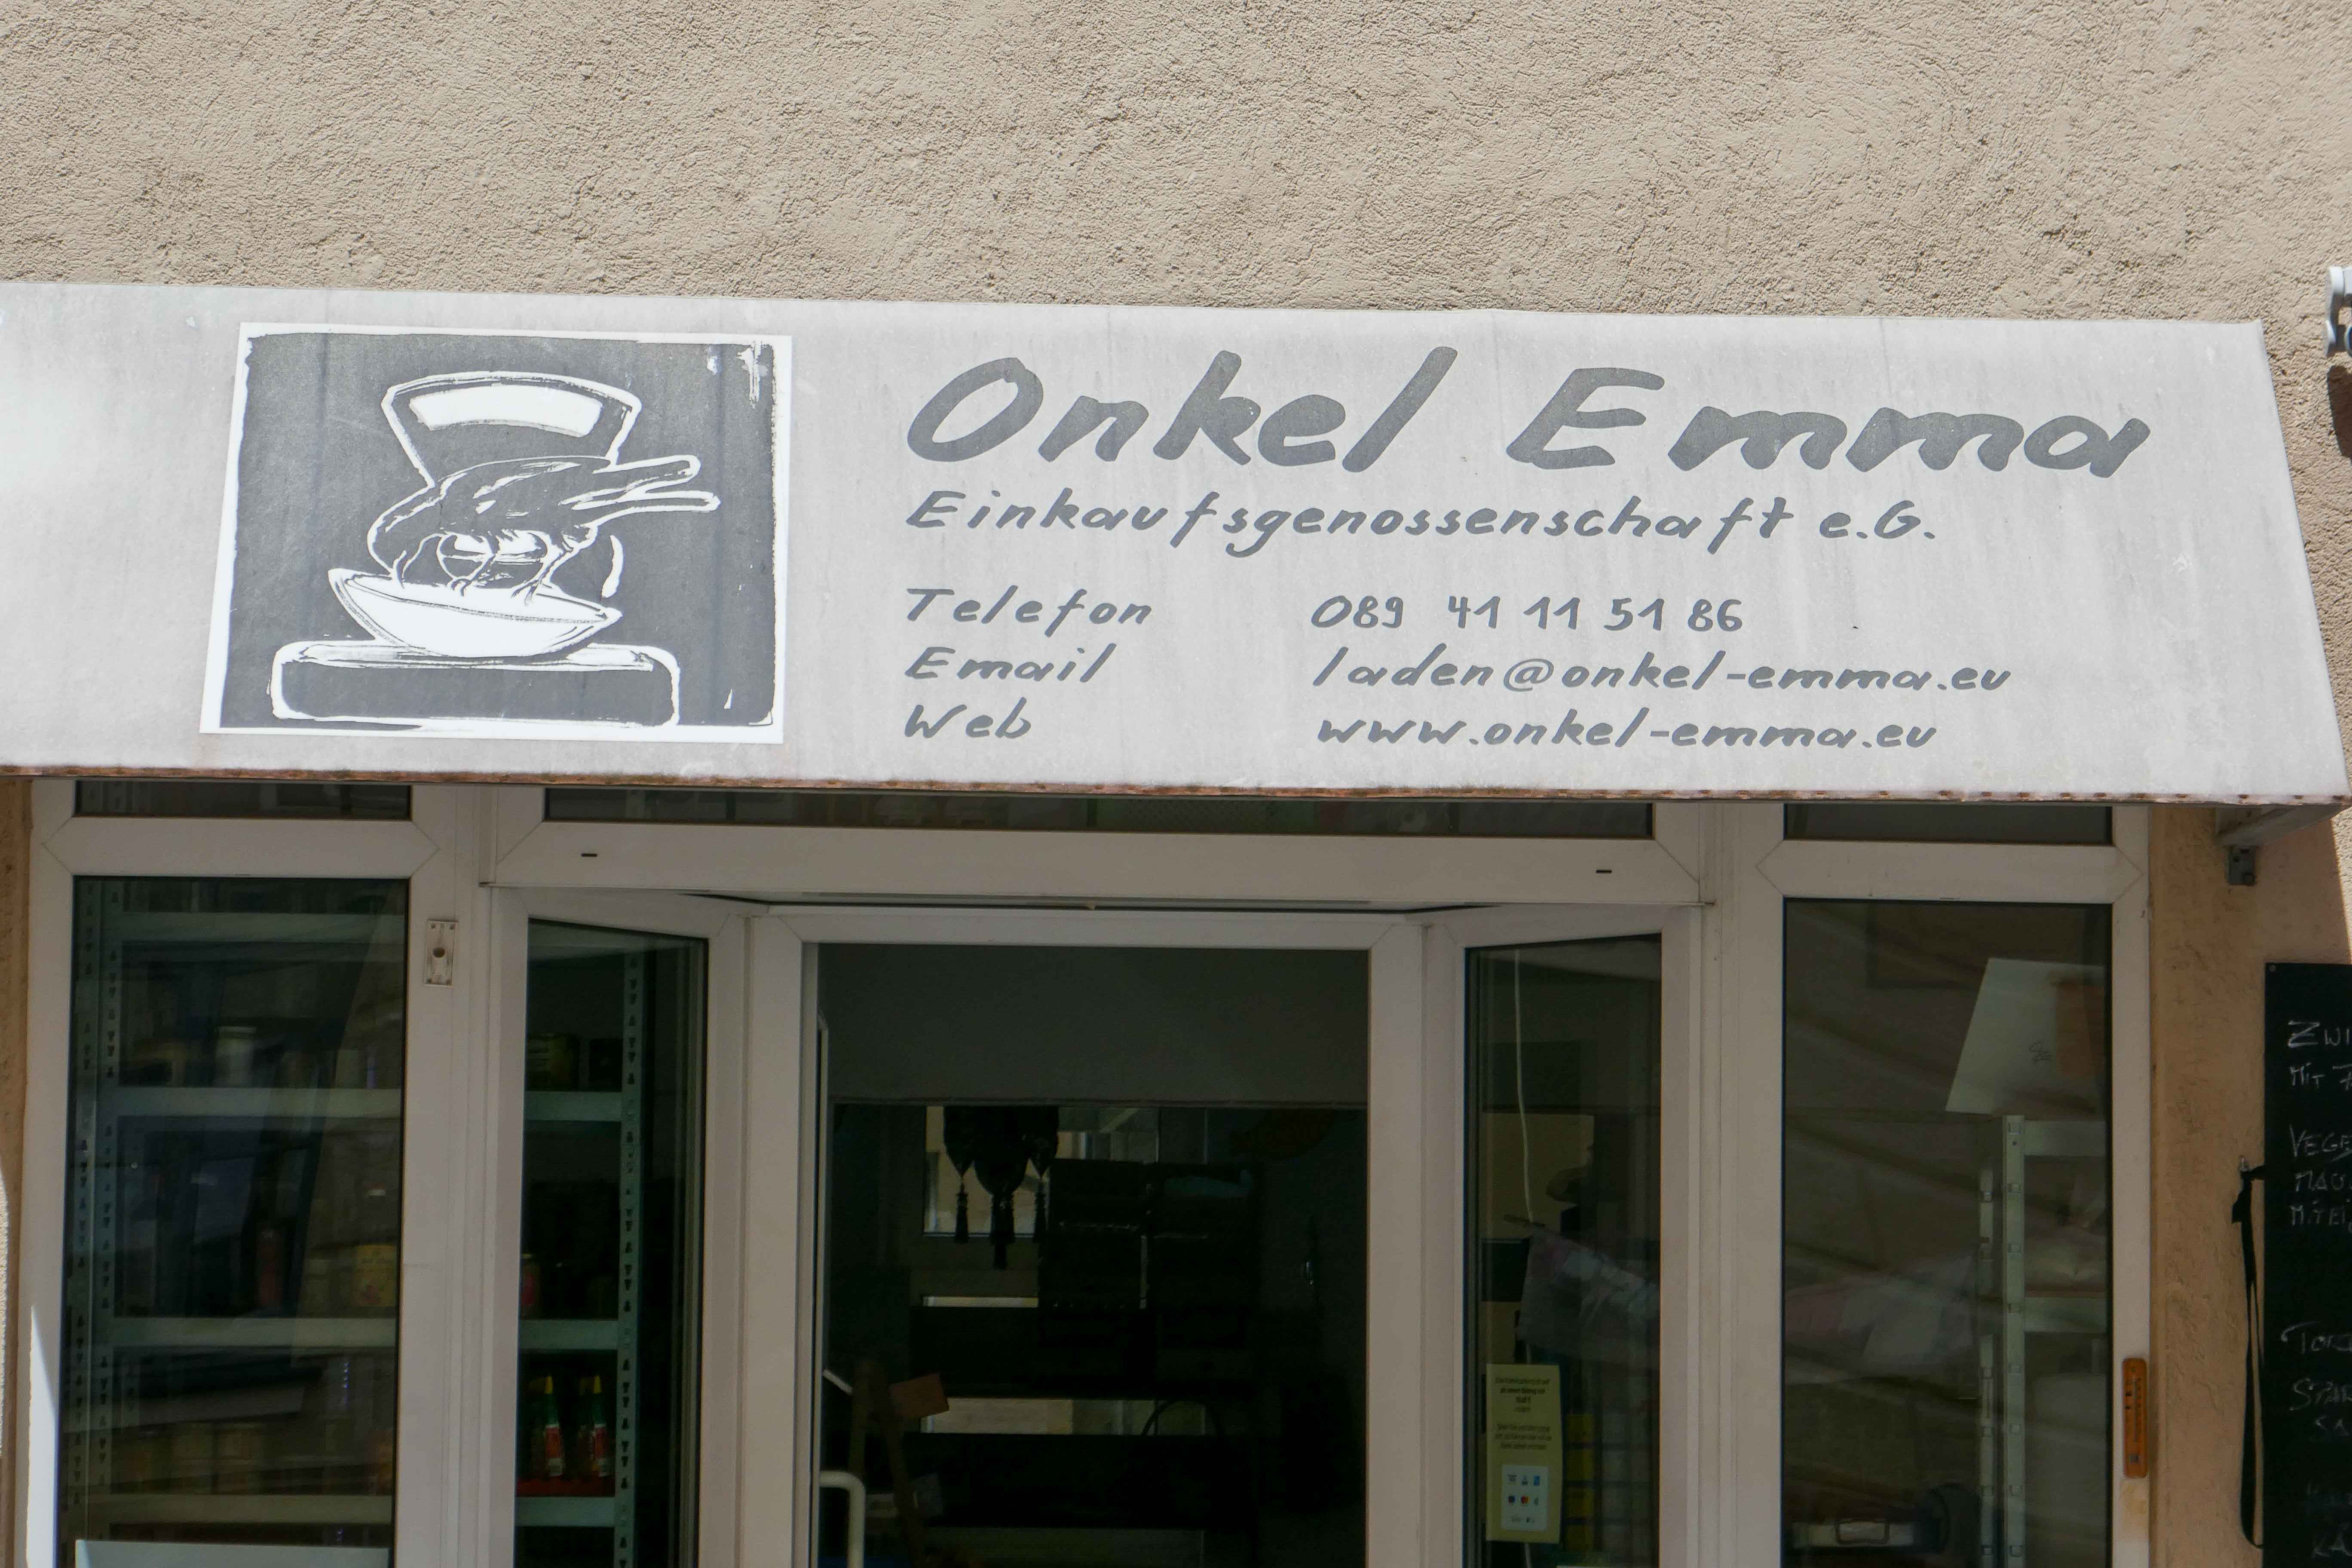 Onkel Emma
Einkaufsgenossenschaft e.G.
Telefon 089 41 11 51 86
Email laden@onkel-emma.eu
Web www.onkel-emma.eu
MIT